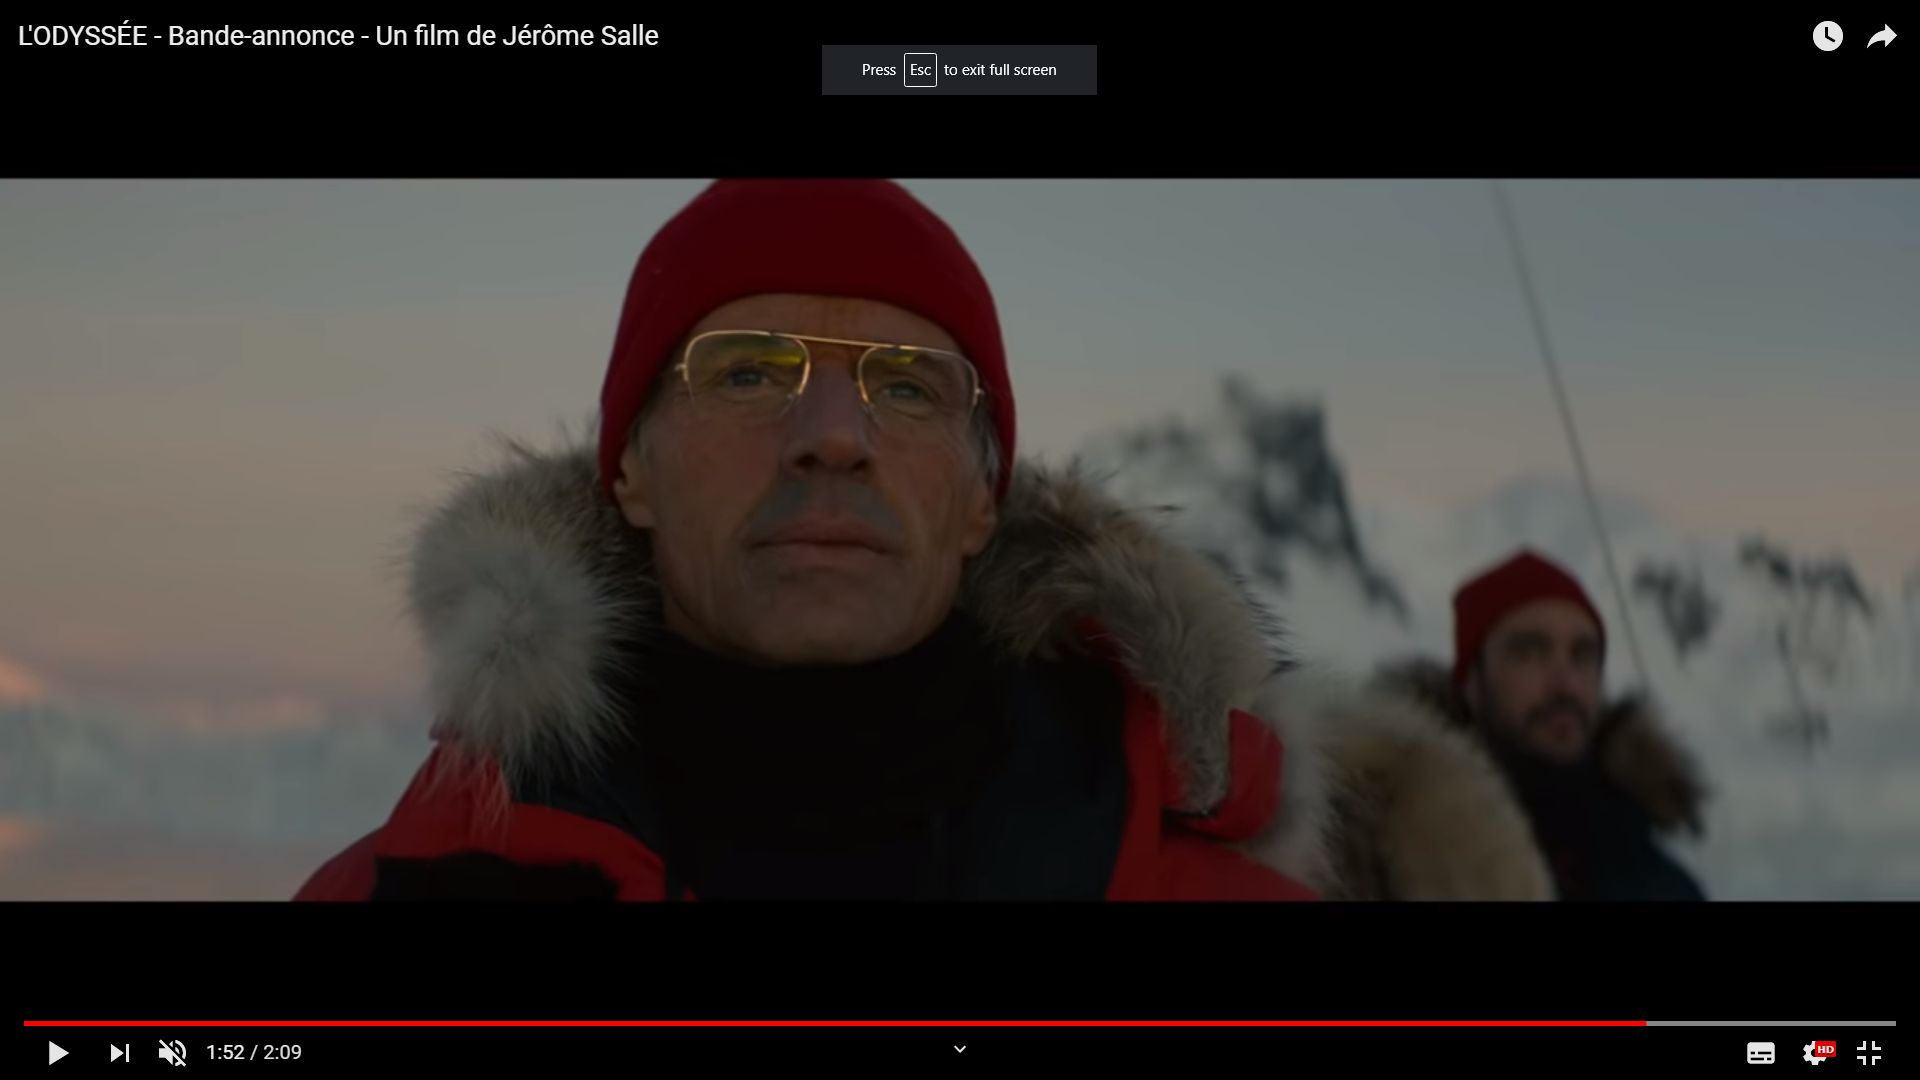 L'ODYSSÉE - Bande-annonce - Un film de Jérôme Salle
Press Esc to exit full screen
1:52 / 2:09
HD